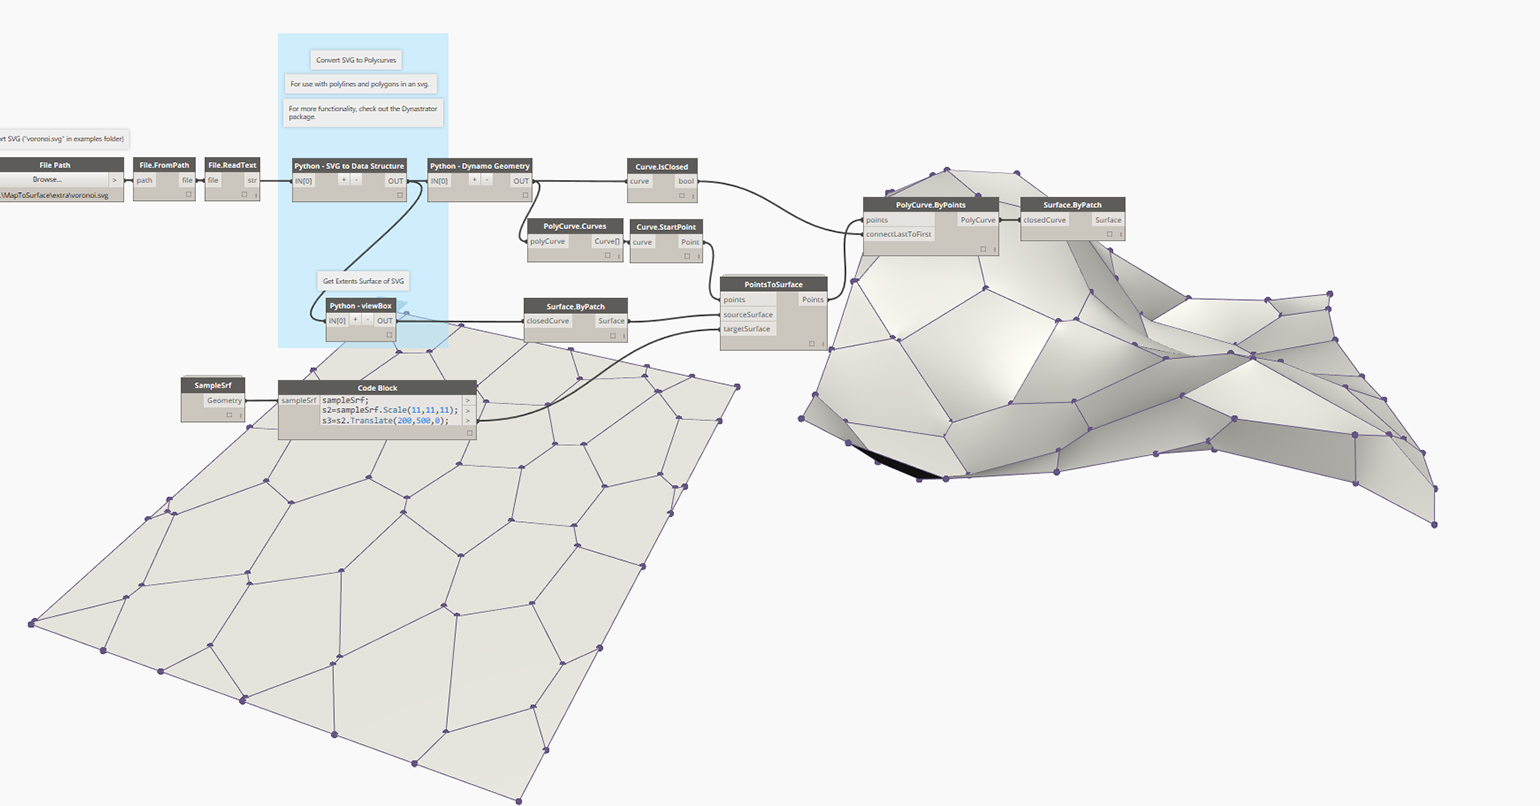 Convert SVG to Polycurves
For use with polylines and polygons in an svg.
For more functionality, check out the Dynastrator
package.
rt SVG ("voronoi.svg" in examples folder)
File Path
Browse...
>
.\MapToSurface\extra\voronoi.svg
File.FromPath
path
file
File.ReadText
file
str
Python - SVG to Data Structure
IN[0]
+
-
OUT
Python - Dynamo Geometry
IN[0]
+
-
OUT
Curve.IsClosed
curve
bool
PolyCurve.Curves
polyCurve
Curve[]
Curve.StartPoint
curve
Point
PolyCurve.ByPoints
points
PolyCurve
connectLastToFirst
Surface.ByPatch
closedCurve
Surface
Get Extents Surface of SVG
Python - viewBox
IN[0]
+
-
OUT
Surface.ByPatch
closedCurve
Surface
PointsToSurface
points
Points
sourceSurface
targetSurface
SampleSrf
Geometry
Code Block
sampleSrf
sampleSrf;
>
s2=sampleSrf.Scale(11,11,11);
>
s3=s2.Translate(200,500,0);
>